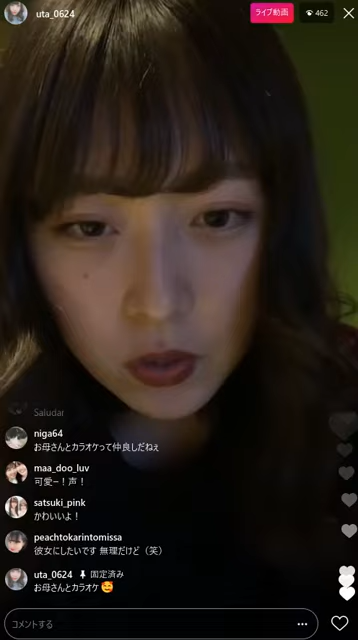 uta_0624
ライブ動画
462
Saludar
niga64
お母さんとカラオケって仲良しだねぇ
maa_doo_luv
可愛ー！声！
satsuki_pink
かわいいよ！
peachtokarintomissa
彼女にしたいです 無理だけど（笑）
uta_0624 固定済み
お母さんとカラオケ🥰
コメントする